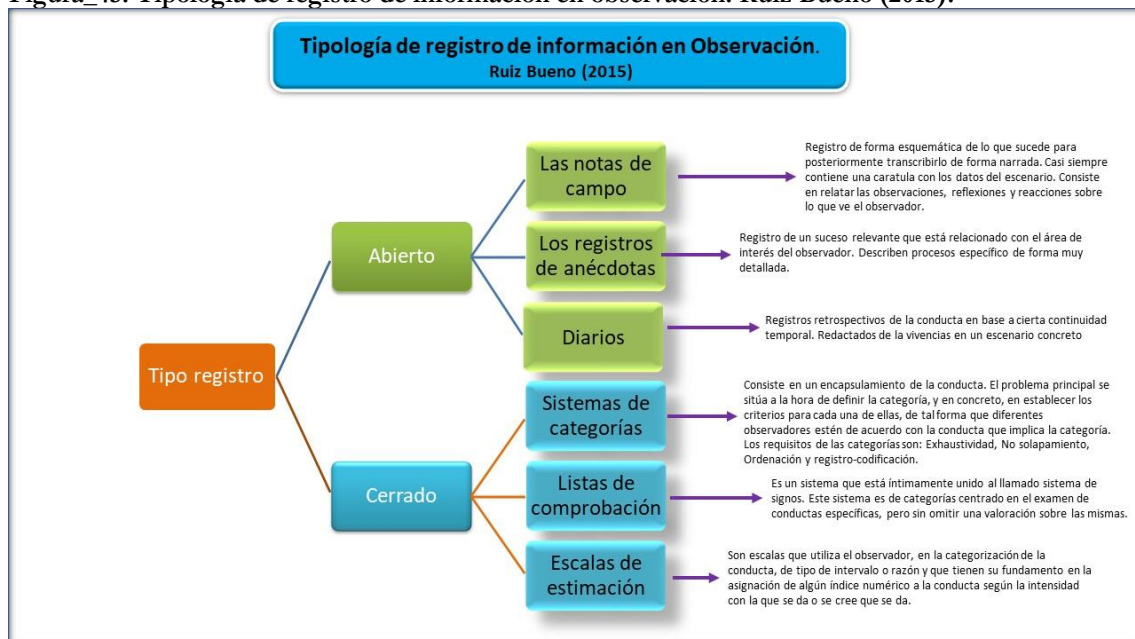 Figura_45. Tipología de registro de información en observación. Ruiz Bueno (2015).
Tipología de registro de información en Observación.
Ruiz Bueno (2015)
Tipo registro
Abierto
Las notas de
campo
Registro de forma esquemática de lo que sucede para
posteriormente transcribirlo de forma narrada. Casi siempre
contiene una caratula con los datos del escenario. Consiste
en relatar las observaciones, reflexiones y reacciones sobre
lo que ve el observador.
Los registros
de anécdotas
Registro de un suceso relevante que está relacionado con el área de
interés del observador. Describen procesos específico de forma muy
detallada.
Diarios
Registros retrospectivos de la conducta en base a cierta continuidad
temporal. Redactados de la vivencias en un escenario concreto
Cerrado
Sistemas de
categorías
Consiste en un encapsulamiento de la conducta. El problema principal se
sitúa a la hora de definir la categoría, y en concreto, en establecer los
criterios para cada una de ellas, de tal forma que diferentes
observadores estén de acuerdo con la conducta que implica la categoría.
Los requisitos de las categorías son: Exhaustividad, No solapamiento,
Ordenación y registro-codificación.
Listas de
comprobación
Es un sistema que está íntimamente unido al llamado sistema de
signos. Este sistema es de categorías centrado en el examen de
conductas específicas, pero sin omitir una valoración sobre las mismas.
Escalas de
estimación
Son escalas que utiliza el observador, en la categorización de la
conducta, de tipo de intervalo o razón y que tienen su fundamento en la
asignación de algún índice numérico a la conducta según la intensidad
con la que se da o se cree que se da.